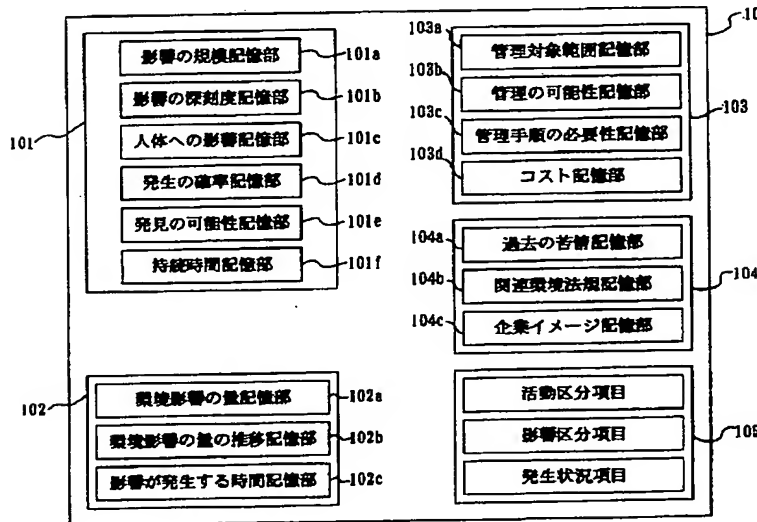 10
101
影響の規模記憶部 101a
影響の深刻度記憶部 101b
人体への影響記憶部 101c
発生の確率記憶部 101d
発見の可能性記憶部 101e
持続時間記憶部 101f
102
環境影響の量記憶部 102a
環境影響の量の推移記憶部 102b
影響が発生する時間記憶部 102c
103
103a 管理対象範囲記憶部
103b 管理の可能性記憶部
103c 管理手順の必要性記憶部
103d コスト記憶部
104
104a 過去の苦情記憶部
104b 関連環境法規記憶部
104c 企業イメージ記憶部
活動区分項目
影響区分項目
発生状況項目